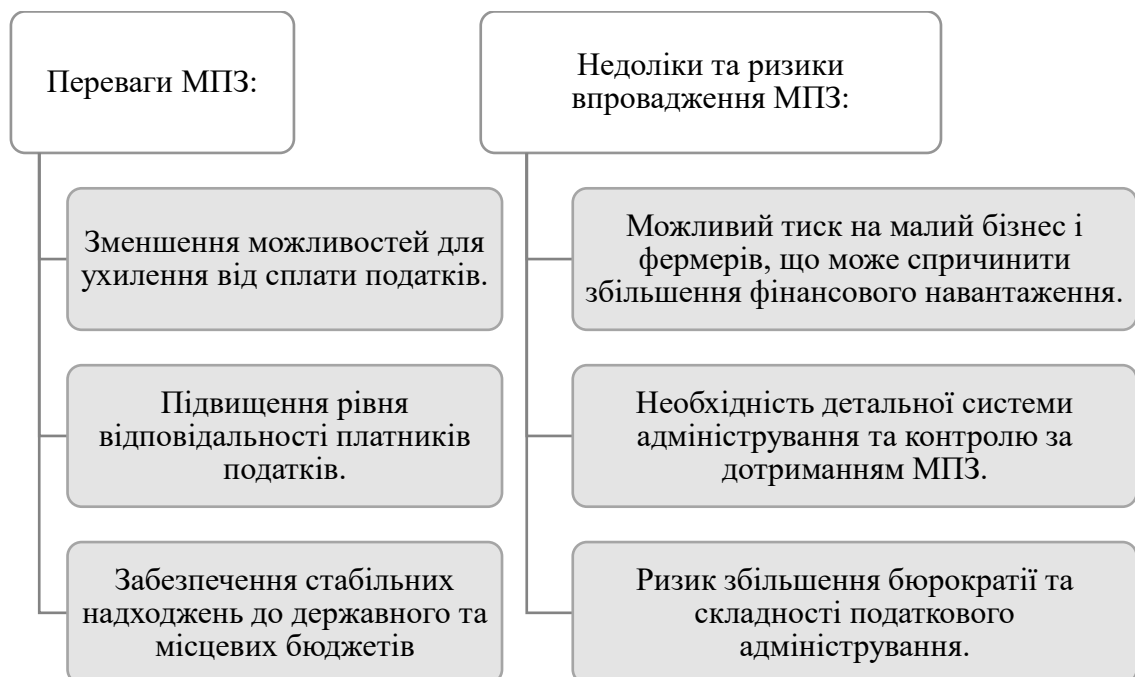 Переваги МПЗ:
Зменшення можливостей для
ухилення від сплати податків.
Підвищення рівня
відповідальності платників
податків.
Забезпечення стабільних
надходжень до державного та
місцевих бюджетів
Недоліки та ризики
впровадження МПЗ:
Можливий тиск на малий бізнес і
фермерів, що може спричинити
збільшення фінансового навантаження.
Необхідність детальної системи
адміністрування та контролю за
дотриманням МПЗ.
Ризик збільшення бюрократії та
складності податкового
адміністрування.